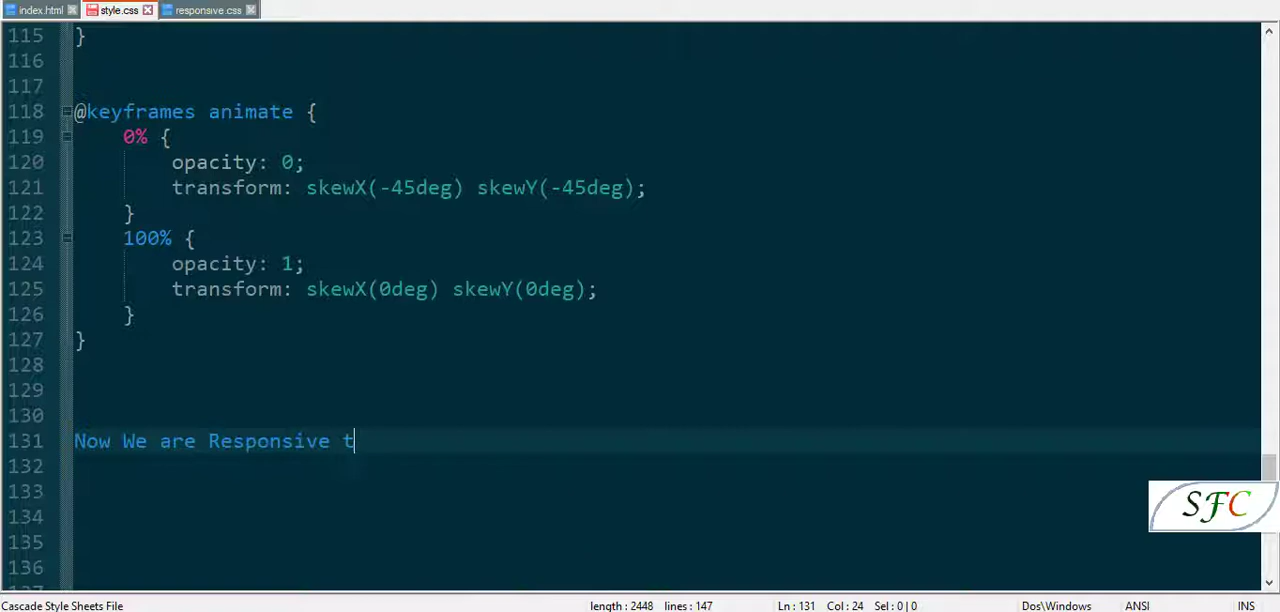 index.html style.css responsive.css
115 }
116
117
118 @keyframes animate {
119 0% {
120 opacity: 0;
121 transform: skewX(-45deg) skewY(-45deg);
122 }
123 100% {
124 opacity: 1;
125 transform: skewX(0deg) skewY(0deg);
126 }
127 }
128
129
130
131 Now We are Responsive t
132
133
134
135
136
SFC
Cascade Style Sheets File length : 2448 lines : 147 Ln : 131 Col : 24 Sel : 0 | 0 Dos\Windows ANSI INS